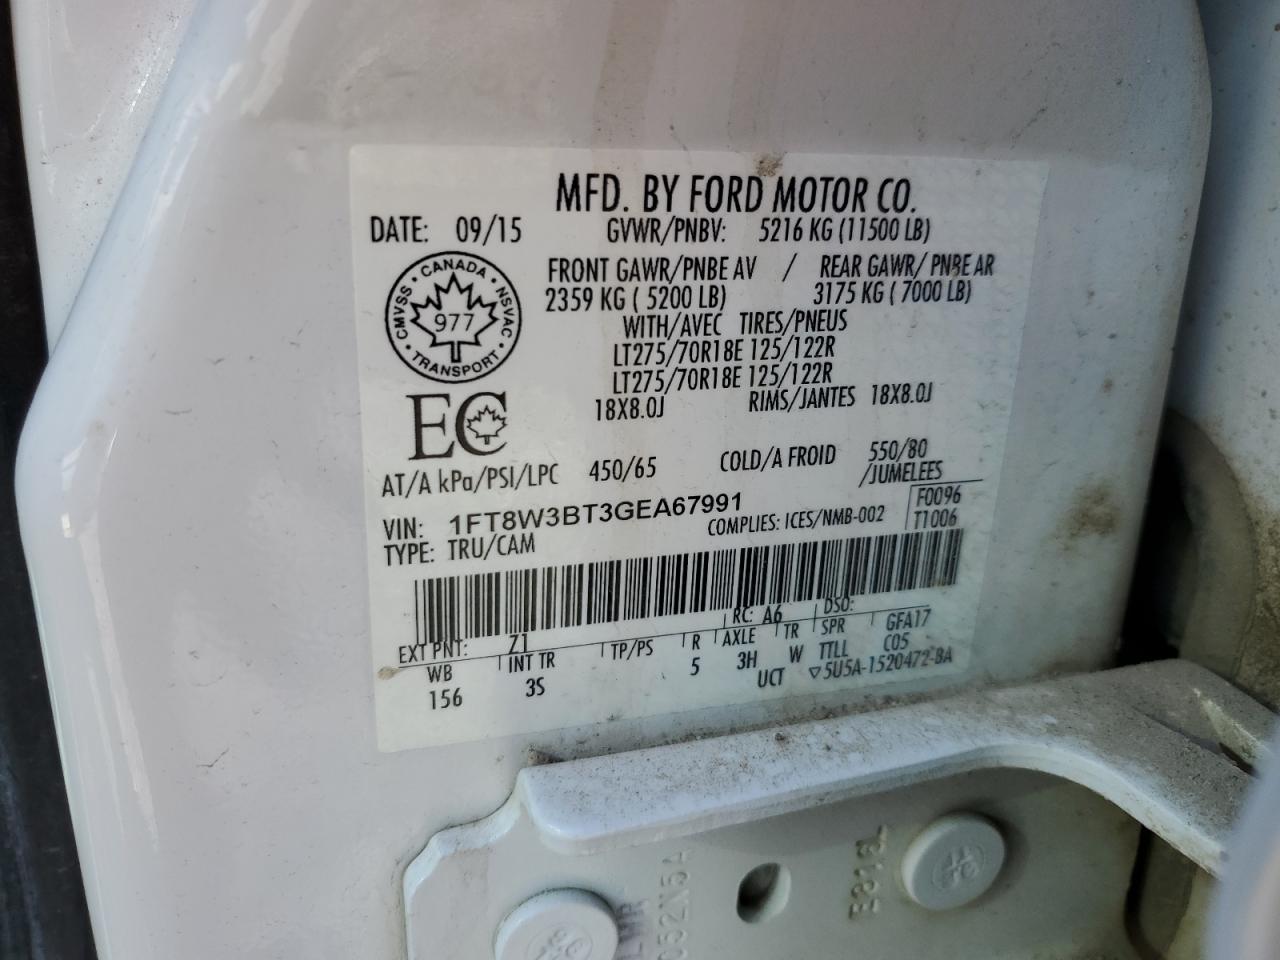 MFD. BY FORD MOTOR CO.
DATE: 09/15 GVWR/PNBV: 5216 KG (11500 LB)
FRONT GAWR/PNBE AV / REAR GAWR/ PNBE AR
2359 KG ( 5200 LB) 3175 KG ( 7000 LB)
CANADA
CMVSS NSVAC
977
TRANSPORT
WITH/AVEC TIRES/PNEUS
LT275/70R18E 125/122R
LT275/70R18E 125/122R
18X8.0J RIMS/JANTES 18X8.0J
EC
AT/A kPa/PSI/LPC 450/65 COLD/A FROID 550/80
/JUMELEES
VIN: 1FT8W3BT3GEA67991 F0096
TYPE: TRU/CAM COMPLIES: ICES/NMB-002 T1006
EXT PNT: Z1 RC: A6 DSO:
WB INT TR TP/PS R AXLE TR SPR GFA17
156 3S 5 3H W TTLL C05
UCT ▽5U5A-1520472-BA